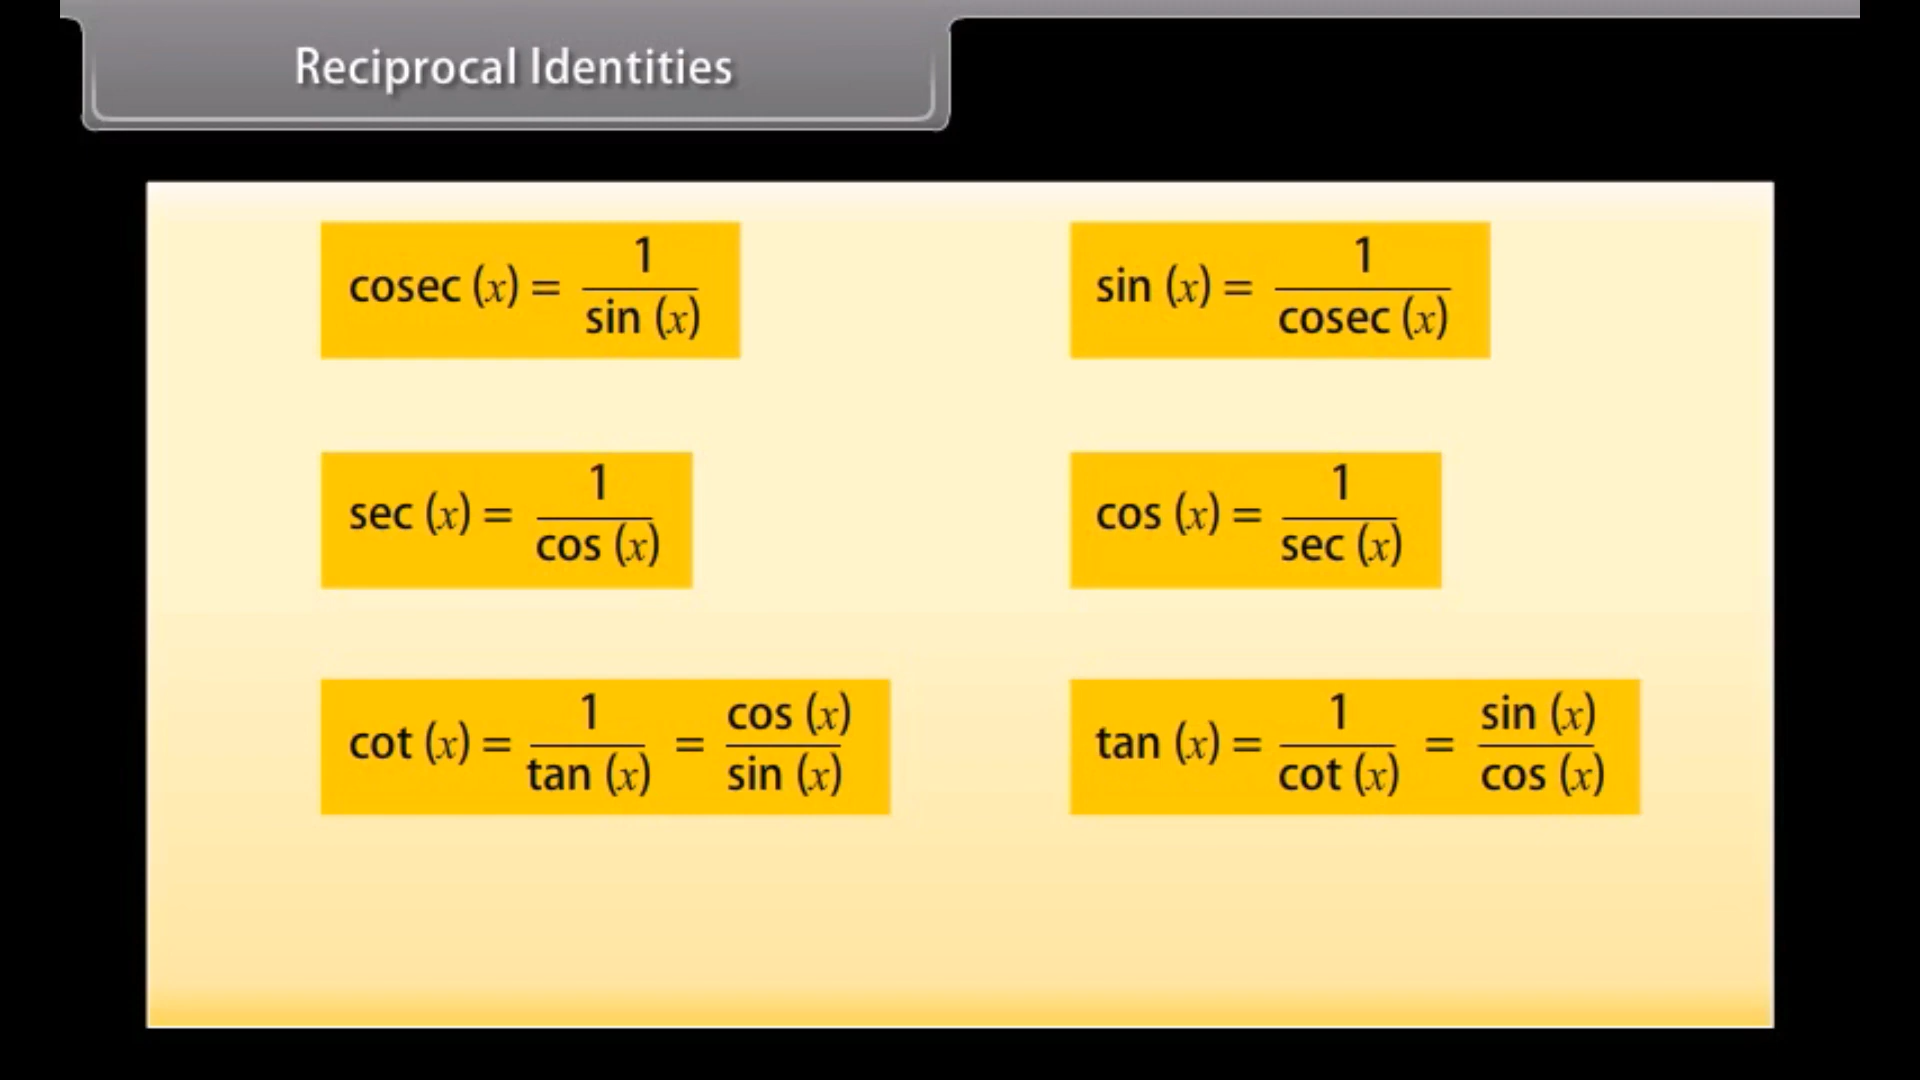 Reciprocal Identities
cosec (x) = 1 / sin (x)
sin (x) = 1 / cosec (x)
sec (x) = 1 / cos (x)
cos (x) = 1 / sec (x)
cot (x) = 1 / tan (x) = cos (x) / sin (x)
tan (x) = 1 / cot (x) = sin (x) / cos (x)